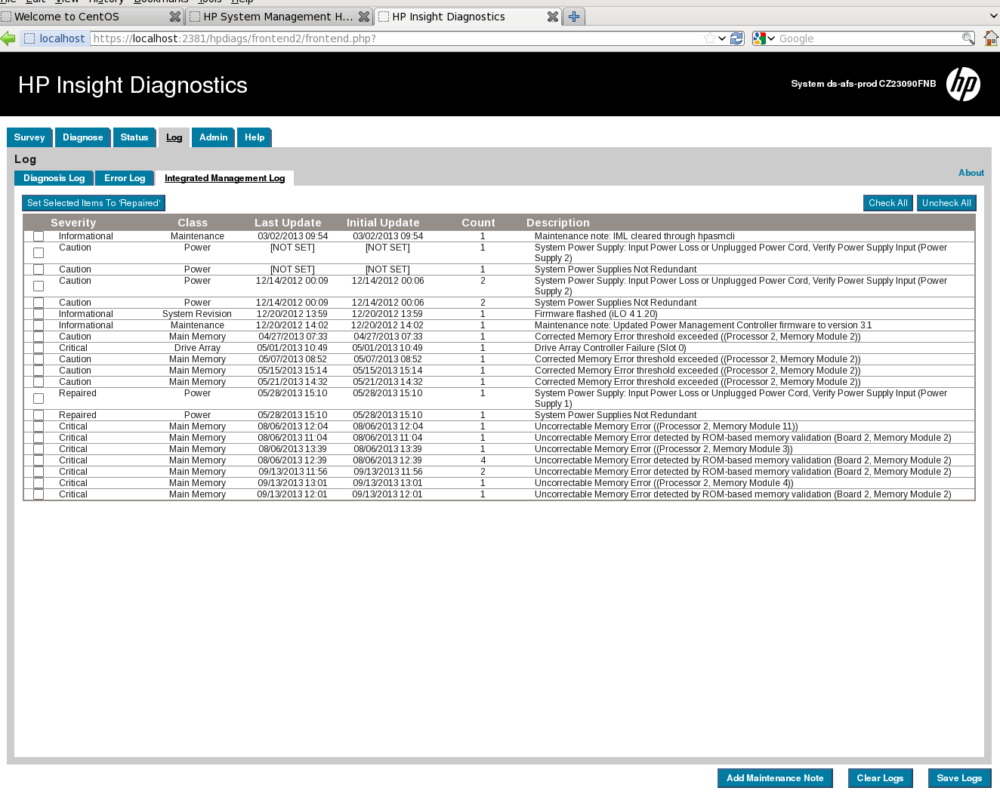 File Edit View History Bookmarks Tools Help
Welcome to CentOS HP System Management H... HP Insight Diagnostics
localhost https://localhost:2381/hpdiags/frontend2/frontend.php? Google
HP Insight Diagnostics
System ds-afs-prod CZ23090FNB
hp
Survey Diagnose Status Log Admin Help
Log
About
Diagnosis Log Error Log Integrated Management Log
Set Selected Items To 'Repaired' Check All Uncheck All
Severity Class Last Update Initial Update Count Description
Informational Maintenance 03/02/2013 09:54 03/02/2013 09:54 1 Maintenance note: IML cleared through hpasmcli
Caution Power [NOT SET] [NOT SET] 1 System Power Supply: Input Power Loss or Unplugged Power Cord, Verify Power Supply Input (Power
Supply 2)
Caution Power [NOT SET] [NOT SET] 1 System Power Supplies Not Redundant
Caution Power 12/14/2012 00:09 12/14/2012 00:06 2 System Power Supply: Input Power Loss or Unplugged Power Cord, Verify Power Supply Input (Power
Supply 2)
Caution Power 12/14/2012 00:09 12/14/2012 00:06 2 System Power Supplies Not Redundant
Informational System Revision 12/20/2012 13:59 12/20/2012 13:59 1 Firmware flashed (iLO 4 1.20)
Informational Maintenance 12/20/2012 14:02 12/20/2012 14:02 1 Maintenance note: Updated Power Management Controller firmware to version 3.1
Caution Main Memory 04/27/2013 07:33 04/27/2013 07:33 1 Corrected Memory Error threshold exceeded ((Processor 2, Memory Module 2))
Critical Drive Array 05/01/2013 10:49 05/01/2013 10:49 1 Drive Array Controller Failure (Slot 0)
Caution Main Memory 05/07/2013 08:52 05/07/2013 08:52 1 Corrected Memory Error threshold exceeded ((Processor 2, Memory Module 2))
Caution Main Memory 05/15/2013 15:14 05/15/2013 15:14 1 Corrected Memory Error threshold exceeded ((Processor 2, Memory Module 2))
Caution Main Memory 05/21/2013 14:32 05/21/2013 14:32 1 Corrected Memory Error threshold exceeded ((Processor 2, Memory Module 2))
Repaired Power 05/28/2013 15:10 05/28/2013 15:10 1 System Power Supply: Input Power Loss or Unplugged Power Cord, Verify Power Supply Input (Power
Supply 1)
Repaired Power 05/28/2013 15:10 05/28/2013 15:10 1 System Power Supplies Not Redundant
Critical Main Memory 08/06/2013 12:04 08/06/2013 12:04 1 Uncorrectable Memory Error ((Processor 2, Memory Module 11))
Critical Main Memory 08/06/2013 11:04 08/06/2013 11:04 1 Uncorrectable Memory Error detected by ROM-based memory validation (Board 2, Memory Module 2)
Critical Main Memory 08/06/2013 13:39 08/06/2013 13:39 1 Uncorrectable Memory Error ((Processor 2, Memory Module 3))
Critical Main Memory 08/06/2013 12:39 08/06/2013 12:39 4 Uncorrectable Memory Error detected by ROM-based memory validation (Board 2, Memory Module 2)
Critical Main Memory 09/13/2013 11:56 09/13/2013 11:56 2 Uncorrectable Memory Error detected by ROM-based memory validation (Board 2, Memory Module 2)
Critical Main Memory 09/13/2013 13:01 09/13/2013 13:01 1 Uncorrectable Memory Error ((Processor 2, Memory Module 4))
Critical Main Memory 09/13/2013 12:01 09/13/2013 12:01 1 Uncorrectable Memory Error detected by ROM-based memory validation (Board 2, Memory Module 2)
Add Maintenance Note Clear Logs Save Logs